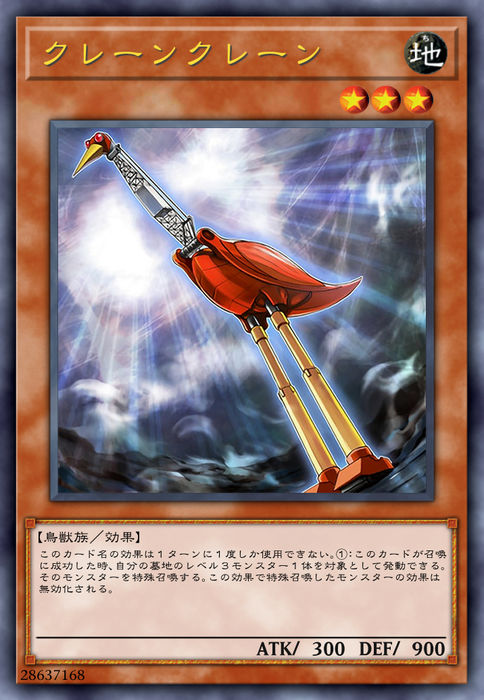 クレーンクレーン
ち
地
【鳥獣族／効果】
このカード名の効果は１ターンに１度しか使用できない。①：このカードが召喚
に成功した時、自分の墓地のレベル３モンスター１体を対象として発動できる。
そのモンスターを特殊召喚する。この効果で特殊召喚したモンスターの効果は
無効化される。
ATK/ 300 DEF/ 900
28637168